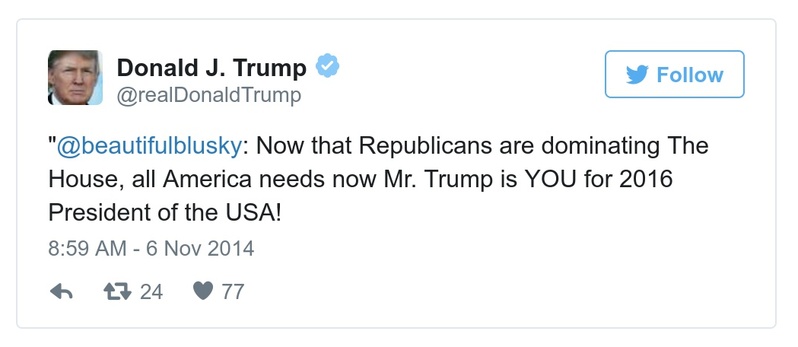 Donald J. Trump
@realDonaldTrump
Follow
"@beautifulblusky: Now that Republicans are dominating The
House, all America needs now Mr. Trump is YOU for 2016
President of the USA!
8:59 AM - 6 Nov 2014
24 77